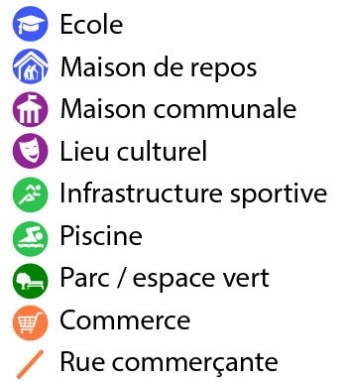 Ecole
Maison de repos
Maison communale
Lieu culturel
Infrastructure sportive
Piscine
Parc / espace vert
Commerce
Rue commerçante